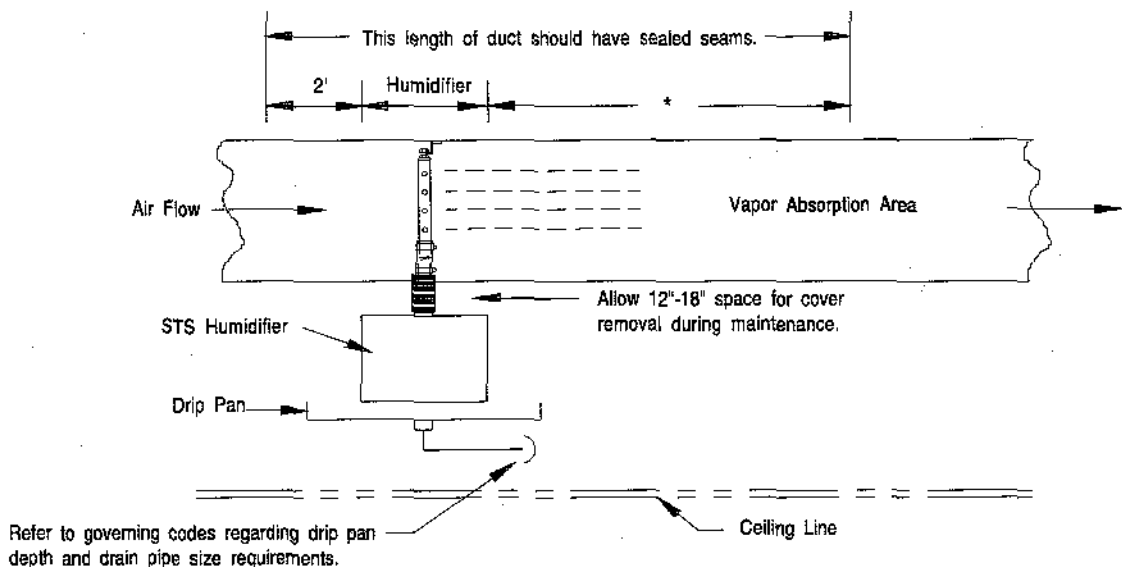 This length of duct should have sealed seams.
2'
Humidifier
*
Air Flow
Vapor Absorption Area
Allow 12"-18" space for cover
removal during maintenance.
STS Humidifier
Drip Pan
Ceiling Line
Refer to governing codes regarding drip pan
depth and drain pipe size requirements.